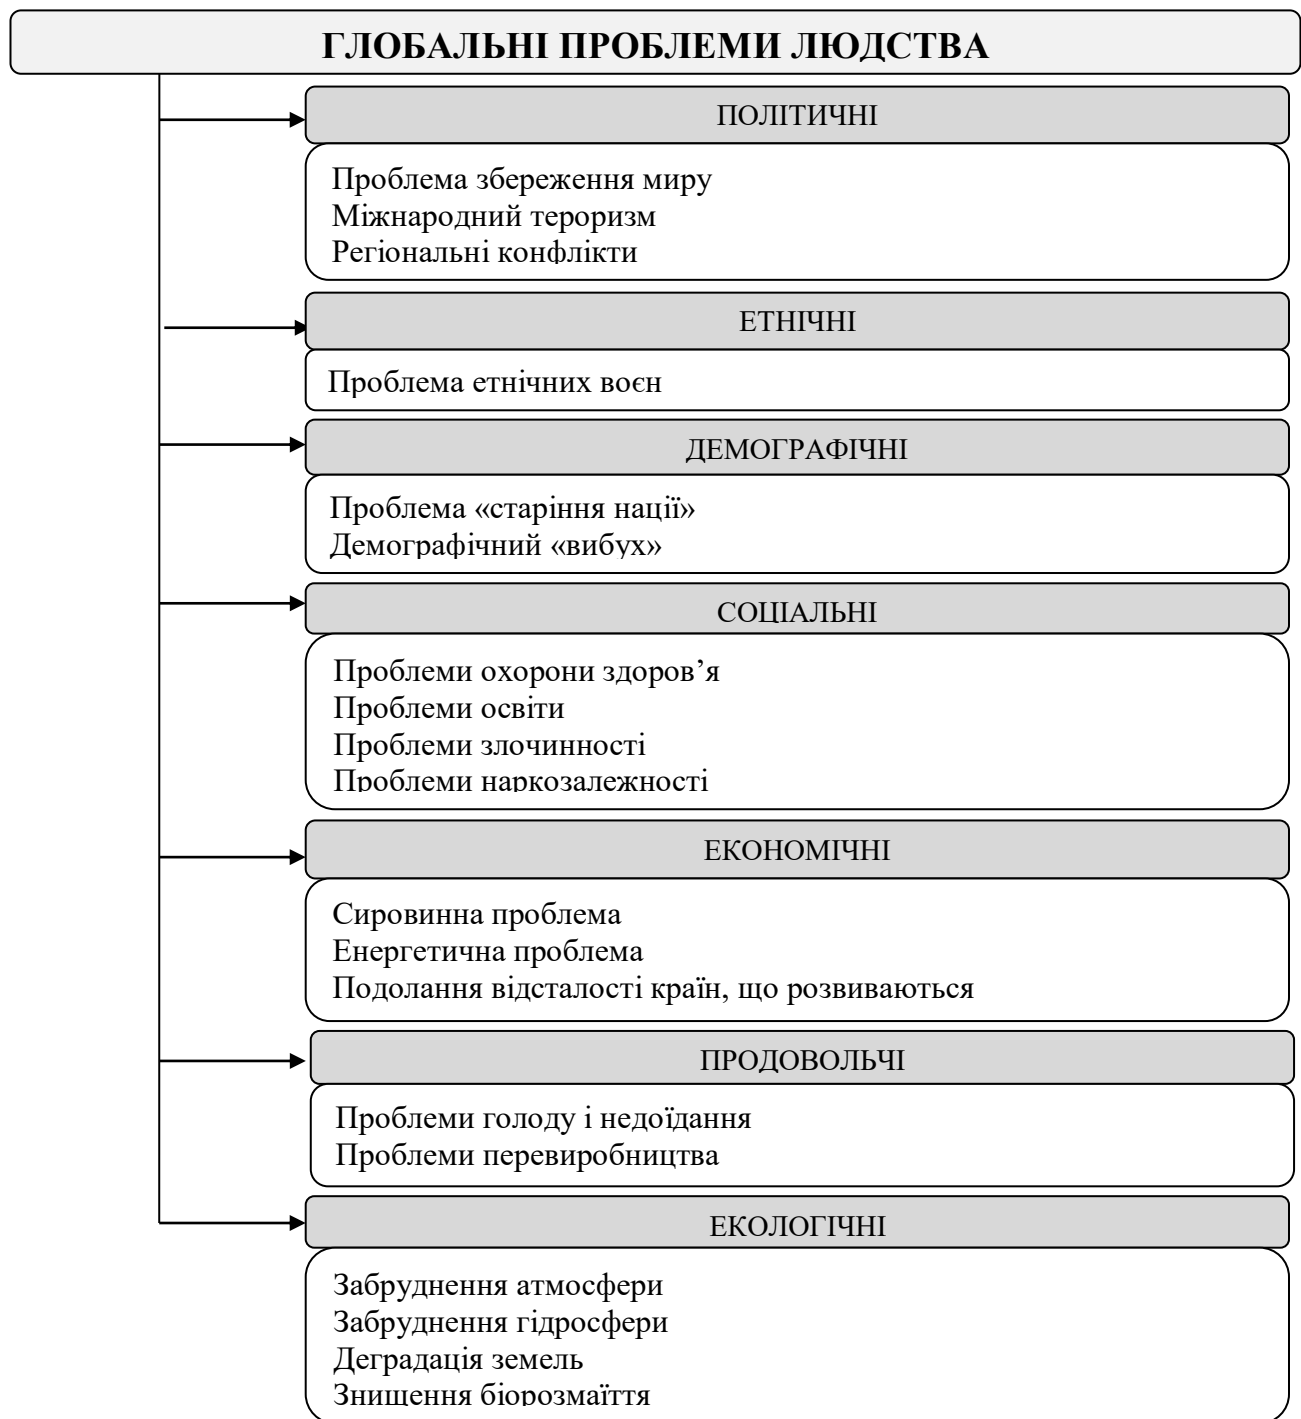 ГЛОБАЛЬНІ ПРОБЛЕМИ ЛЮДСТВА
ПОЛІТИЧНІ
Проблема збереження миру
Міжнародний тероризм
Регіональні конфлікти
ЕТНІЧНІ
Проблема етнічних воєн
ДЕМОГРАФІЧНІ
Проблема «старіння нації»
Демографічний «вибух»
СОЦІАЛЬНІ
Проблеми охорони здоров’я
Проблеми освіти
Проблеми злочинності
Проблеми наркозалежності
ЕКОНОМІЧНІ
Сировинна проблема
Енергетична проблема
Подолання відсталості країн, що розвиваються
ПРОДОВОЛЬЧІ
Проблеми голоду і недоїдання
Проблеми перевиробництва
ЕКОЛОГІЧНІ
Забруднення атмосфери
Забруднення гідросфери
Деградація земель
Знищення біорозмаїття